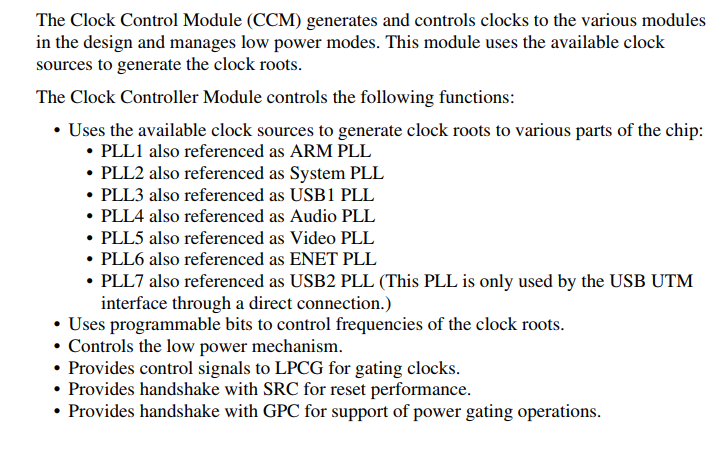 The Clock Control Module (CCM) generates and controls clocks to the various modules
in the design and manages low power modes. This module uses the available clock
sources to generate the clock roots.
The Clock Controller Module controls the following functions:
• Uses the available clock sources to generate clock roots to various parts of the chip:
• PLL1 also referenced as ARM PLL
• PLL2 also referenced as System PLL
• PLL3 also referenced as USB1 PLL
• PLL4 also referenced as Audio PLL
• PLL5 also referenced as Video PLL
• PLL6 also referenced as ENET PLL
• PLL7 also referenced as USB2 PLL (This PLL is only used by the USB UTM
interface through a direct connection.)
• Uses programmable bits to control frequencies of the clock roots.
• Controls the low power mechanism.
• Provides control signals to LPCG for gating clocks.
• Provides handshake with SRC for reset performance.
• Provides handshake with GPC for support of power gating operations.